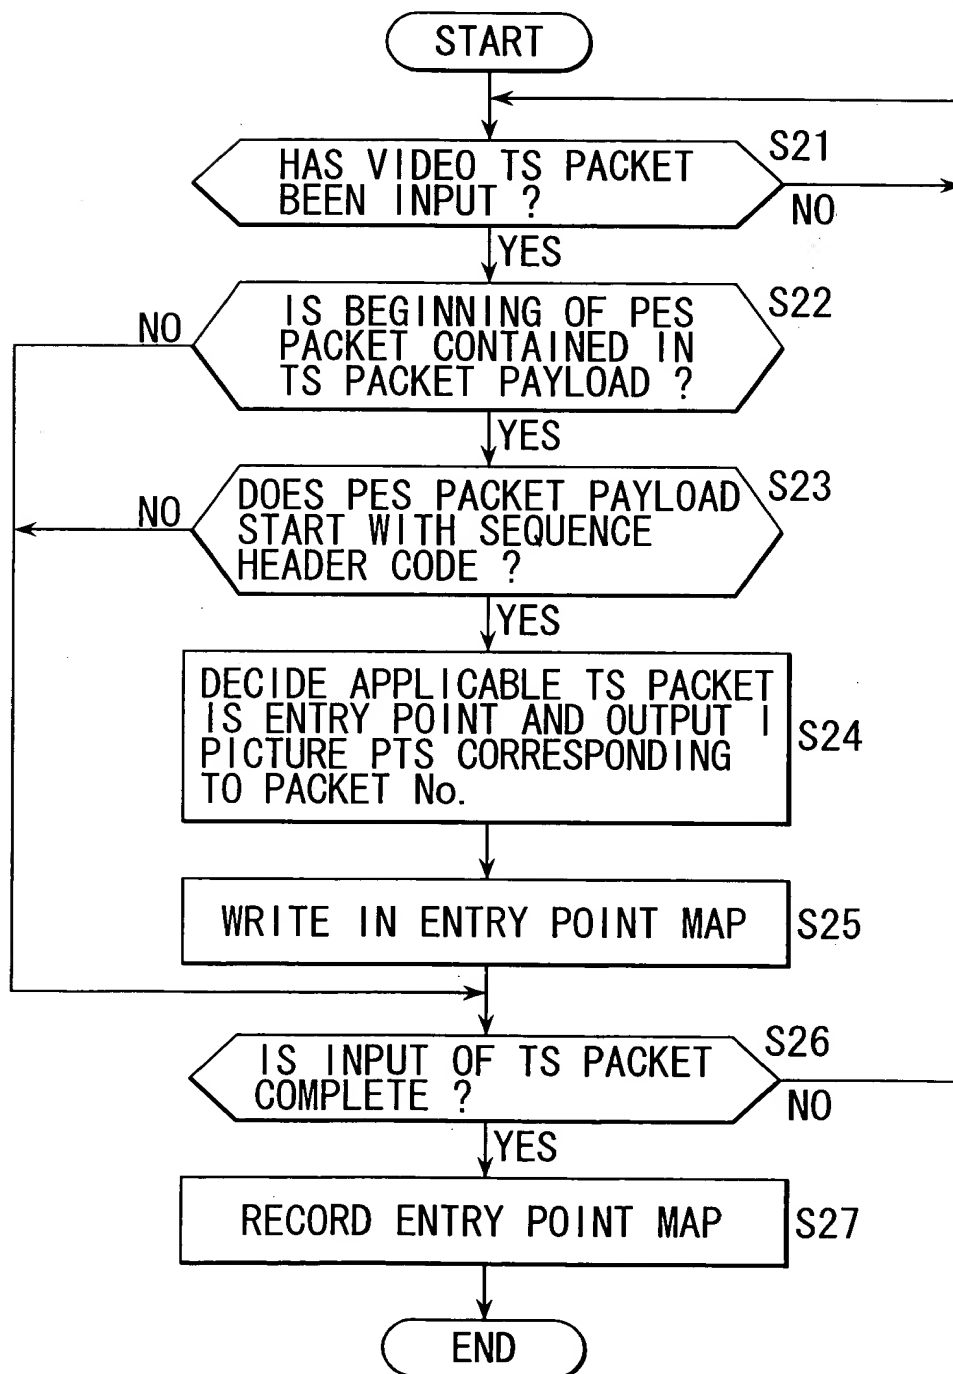 START
HAS VIDEO TS PACKET
BEEN INPUT ?
S21
NO
YES
IS BEGINNING OF PES
PACKET CONTAINED IN
TS PACKET PAYLOAD ?
S22
NO
YES
DOES PES PACKET PAYLOAD
START WITH SEQUENCE
HEADER CODE ?
S23
NO
YES
DECIDE APPLICABLE TS PACKET
IS ENTRY POINT AND OUTPUT I
PICTURE PTS CORRESPONDING
TO PACKET No.
S24
WRITE IN ENTRY POINT MAP
S25
IS INPUT OF TS PACKET
COMPLETE ?
S26
NO
YES
RECORD ENTRY POINT MAP
S27
END